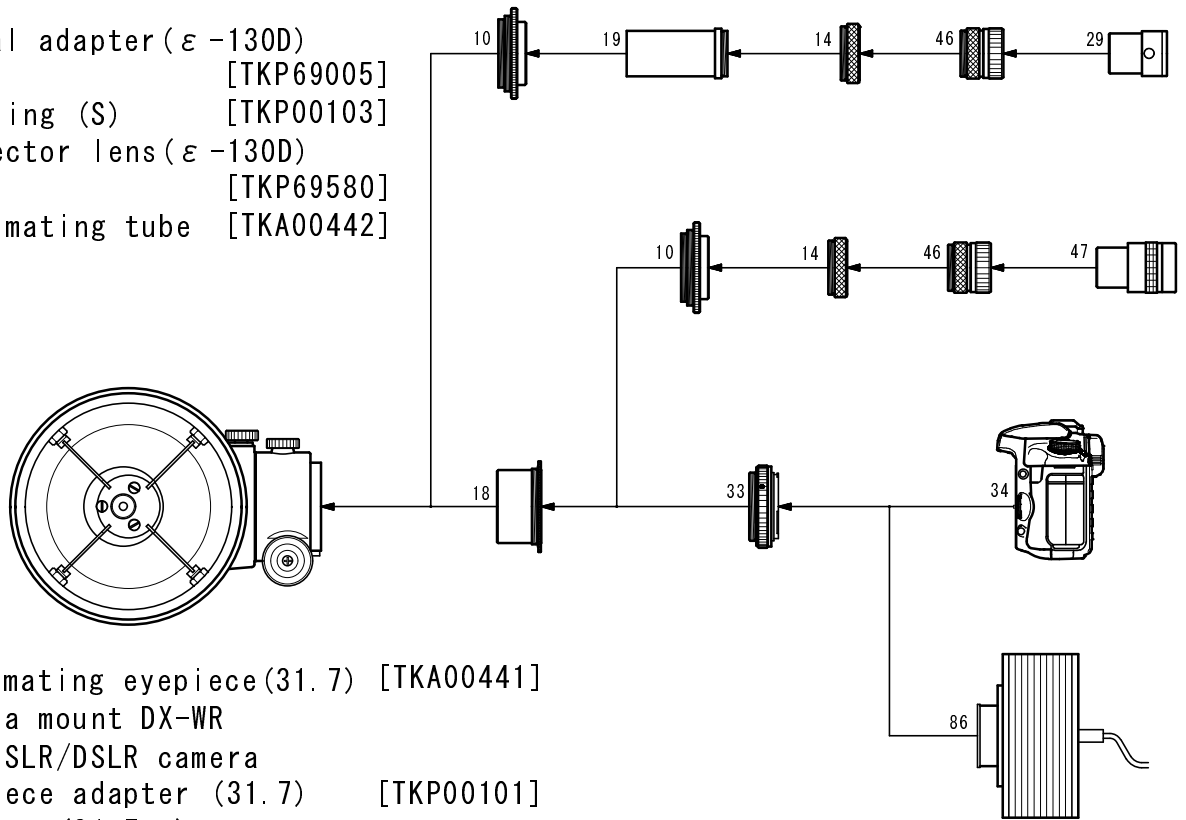 al adapter(ε-130D)
[TKP69005]
ing (S) [TKP00103]
ector lens(ε-130D)
[TKP69580]
mating tube [TKA00442]
10 19 14 46 29
10 14 46 47
18 33 34
mating eyepiece(31.7) [TKA00441]
a mount DX-WR
SLR/DSLR camera
86
ece adapter (31.7) [TKP00101]